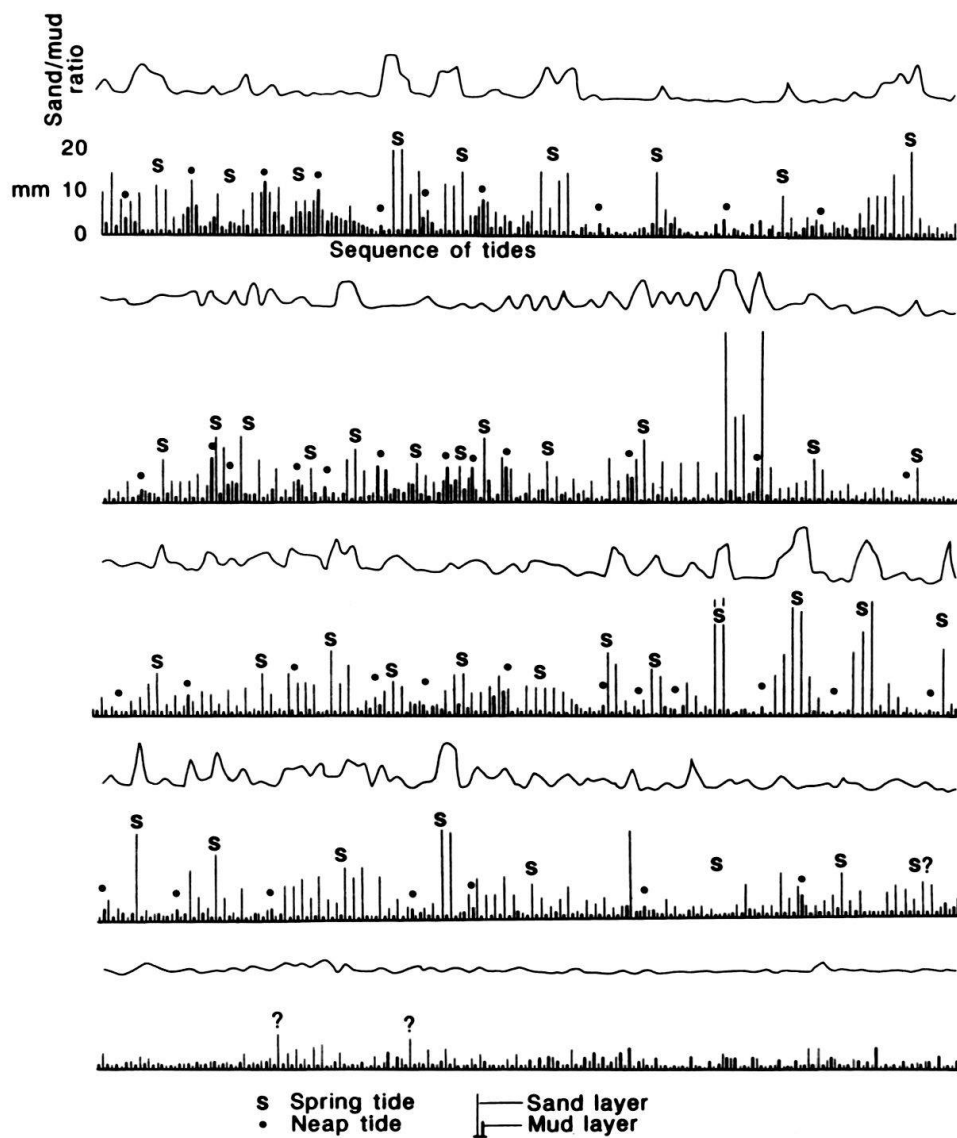 Sand/mud
ratio
20
mm 10
0
S S S S S S S S S
Sequence of tides
S S S S S S S S S S S
S S S S S S S S S S S
S S S S S S S S?
? ?
S Spring tide
• Neap tide
Sand layer
Mud layer